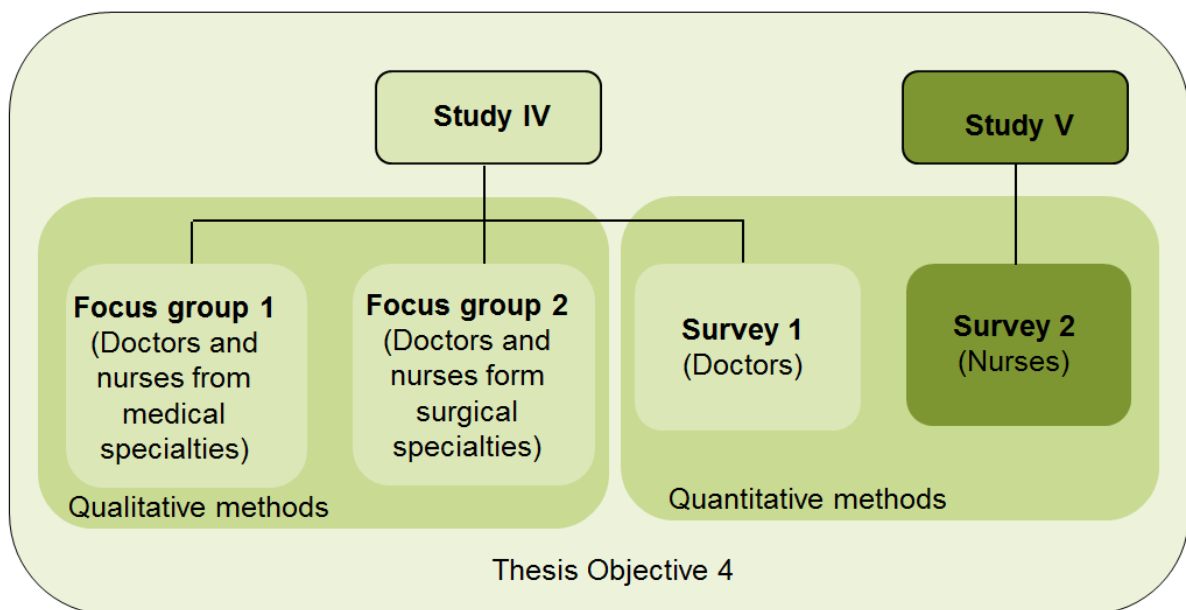 Study IV
Study V
Focus group 1
(Doctors and
nurses from
medical
specialties)
Focus group 2
(Doctors and
nurses form
surgical
specialties)
Survey 1
(Doctors)
Survey 2
(Nurses)
Qualitative methods
Quantitative methods
Thesis Objective 4